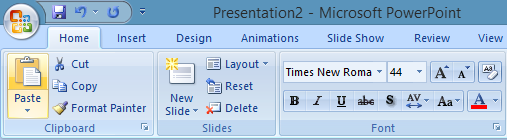 Presentation2 - Microsoft PowerPoint
Home Insert Design Animations Slide Show Review View
Paste Cut Copy Format Painter
Clipboard
New Slide Layout Reset Delete
Slides
Times New Roma 44 A A Aa
B I U abc S AV Aa A
Font